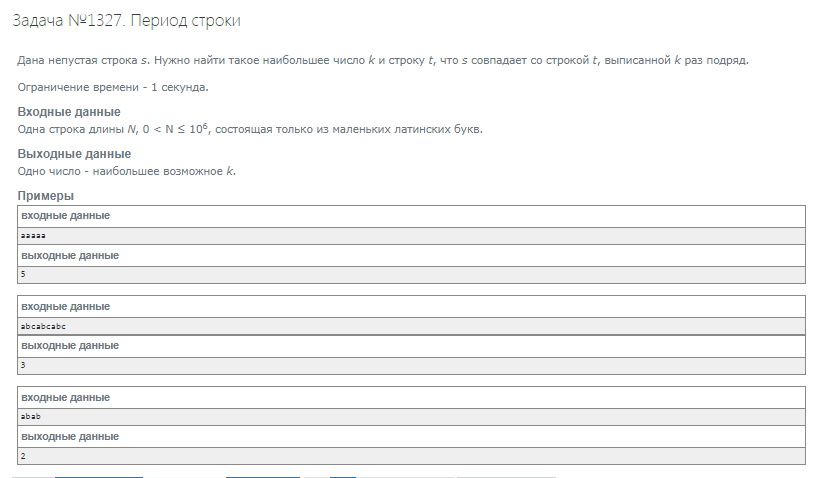 Задача №1327. Период строки
Дана непустая строка s. Нужно найти такое наибольшее число k и строку t, что s совпадает со строкой t, выписанной k раз подряд.
Ограничение времени - 1 секунда.
Входные данные
Одна строка длины N, 0 < N ≤ 10⁶, состоящая только из маленьких латинских букв.
Выходные данные
Одно число - наибольшее возможное k.
Примеры
входные данные
aaaaa
выходные данные
5
входные данные
abcabcabc
выходные данные
3
входные данные
abab
выходные данные
2